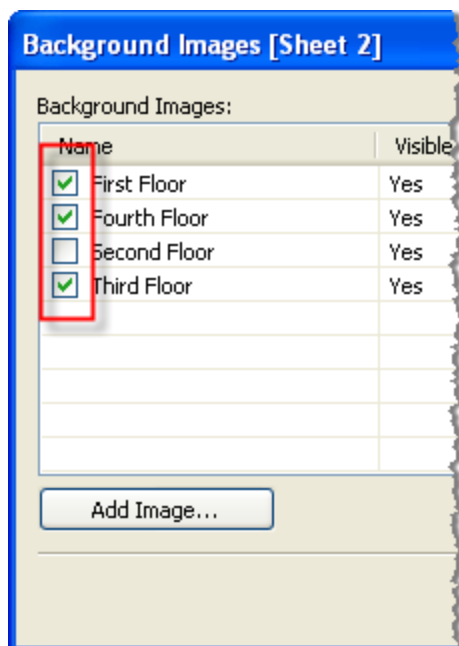 Background Images [Sheet 2]
Background Images:
Name Visible
First Floor Yes
Fourth Floor Yes
Second Floor Yes
Third Floor Yes
Add Image...